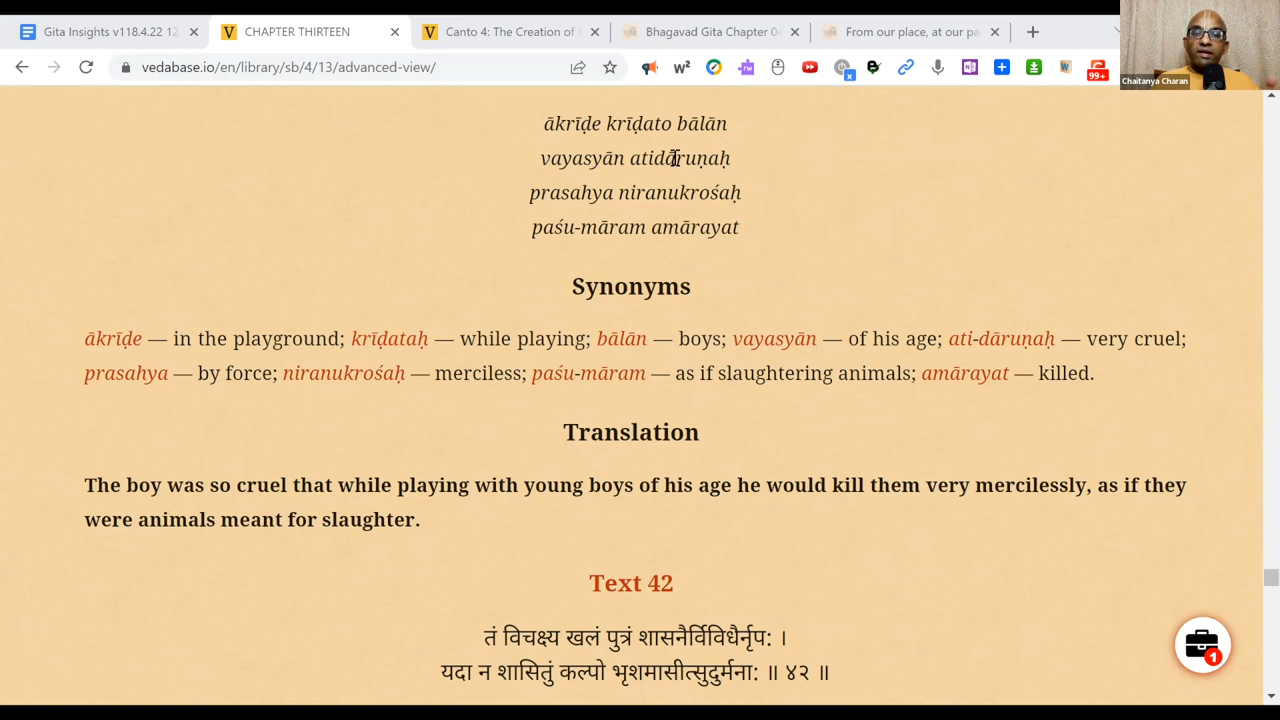 Gita Insights v118.4.22 12
CHAPTER THIRTEEN
Canto 4: The Creation of
Bhagavad Gita Chapter 04
From our place, at our pa
vedabase.io/en/library/sb/4/13/advanced-view/
99+
Chaitanya Charan
ākrīḍe krīḍato bālān
vayasyān atidāruṇaḥ
prasahya niranukrośaḥ
paśu-māram amārayat
Synonyms
ākrīḍe — in the playground; krīḍataḥ — while playing; bālān — boys; vayasyān — of his age; ati-dāruṇaḥ — very cruel;
prasahya — by force; niranukrośaḥ — merciless; paśu-māram — as if slaughtering animals; amārayat — killed.
Translation
The boy was so cruel that while playing with young boys of his age he would kill them very mercilessly, as if they
were animals meant for slaughter.
Text 42
तं विचक्ष्य खलं पुत्रं शासनैर्विविधैर्नृप: ।
यदा न शासितुं कल्पो भृशमासीत्सुदुर्मना: ॥ ४२ ॥
1